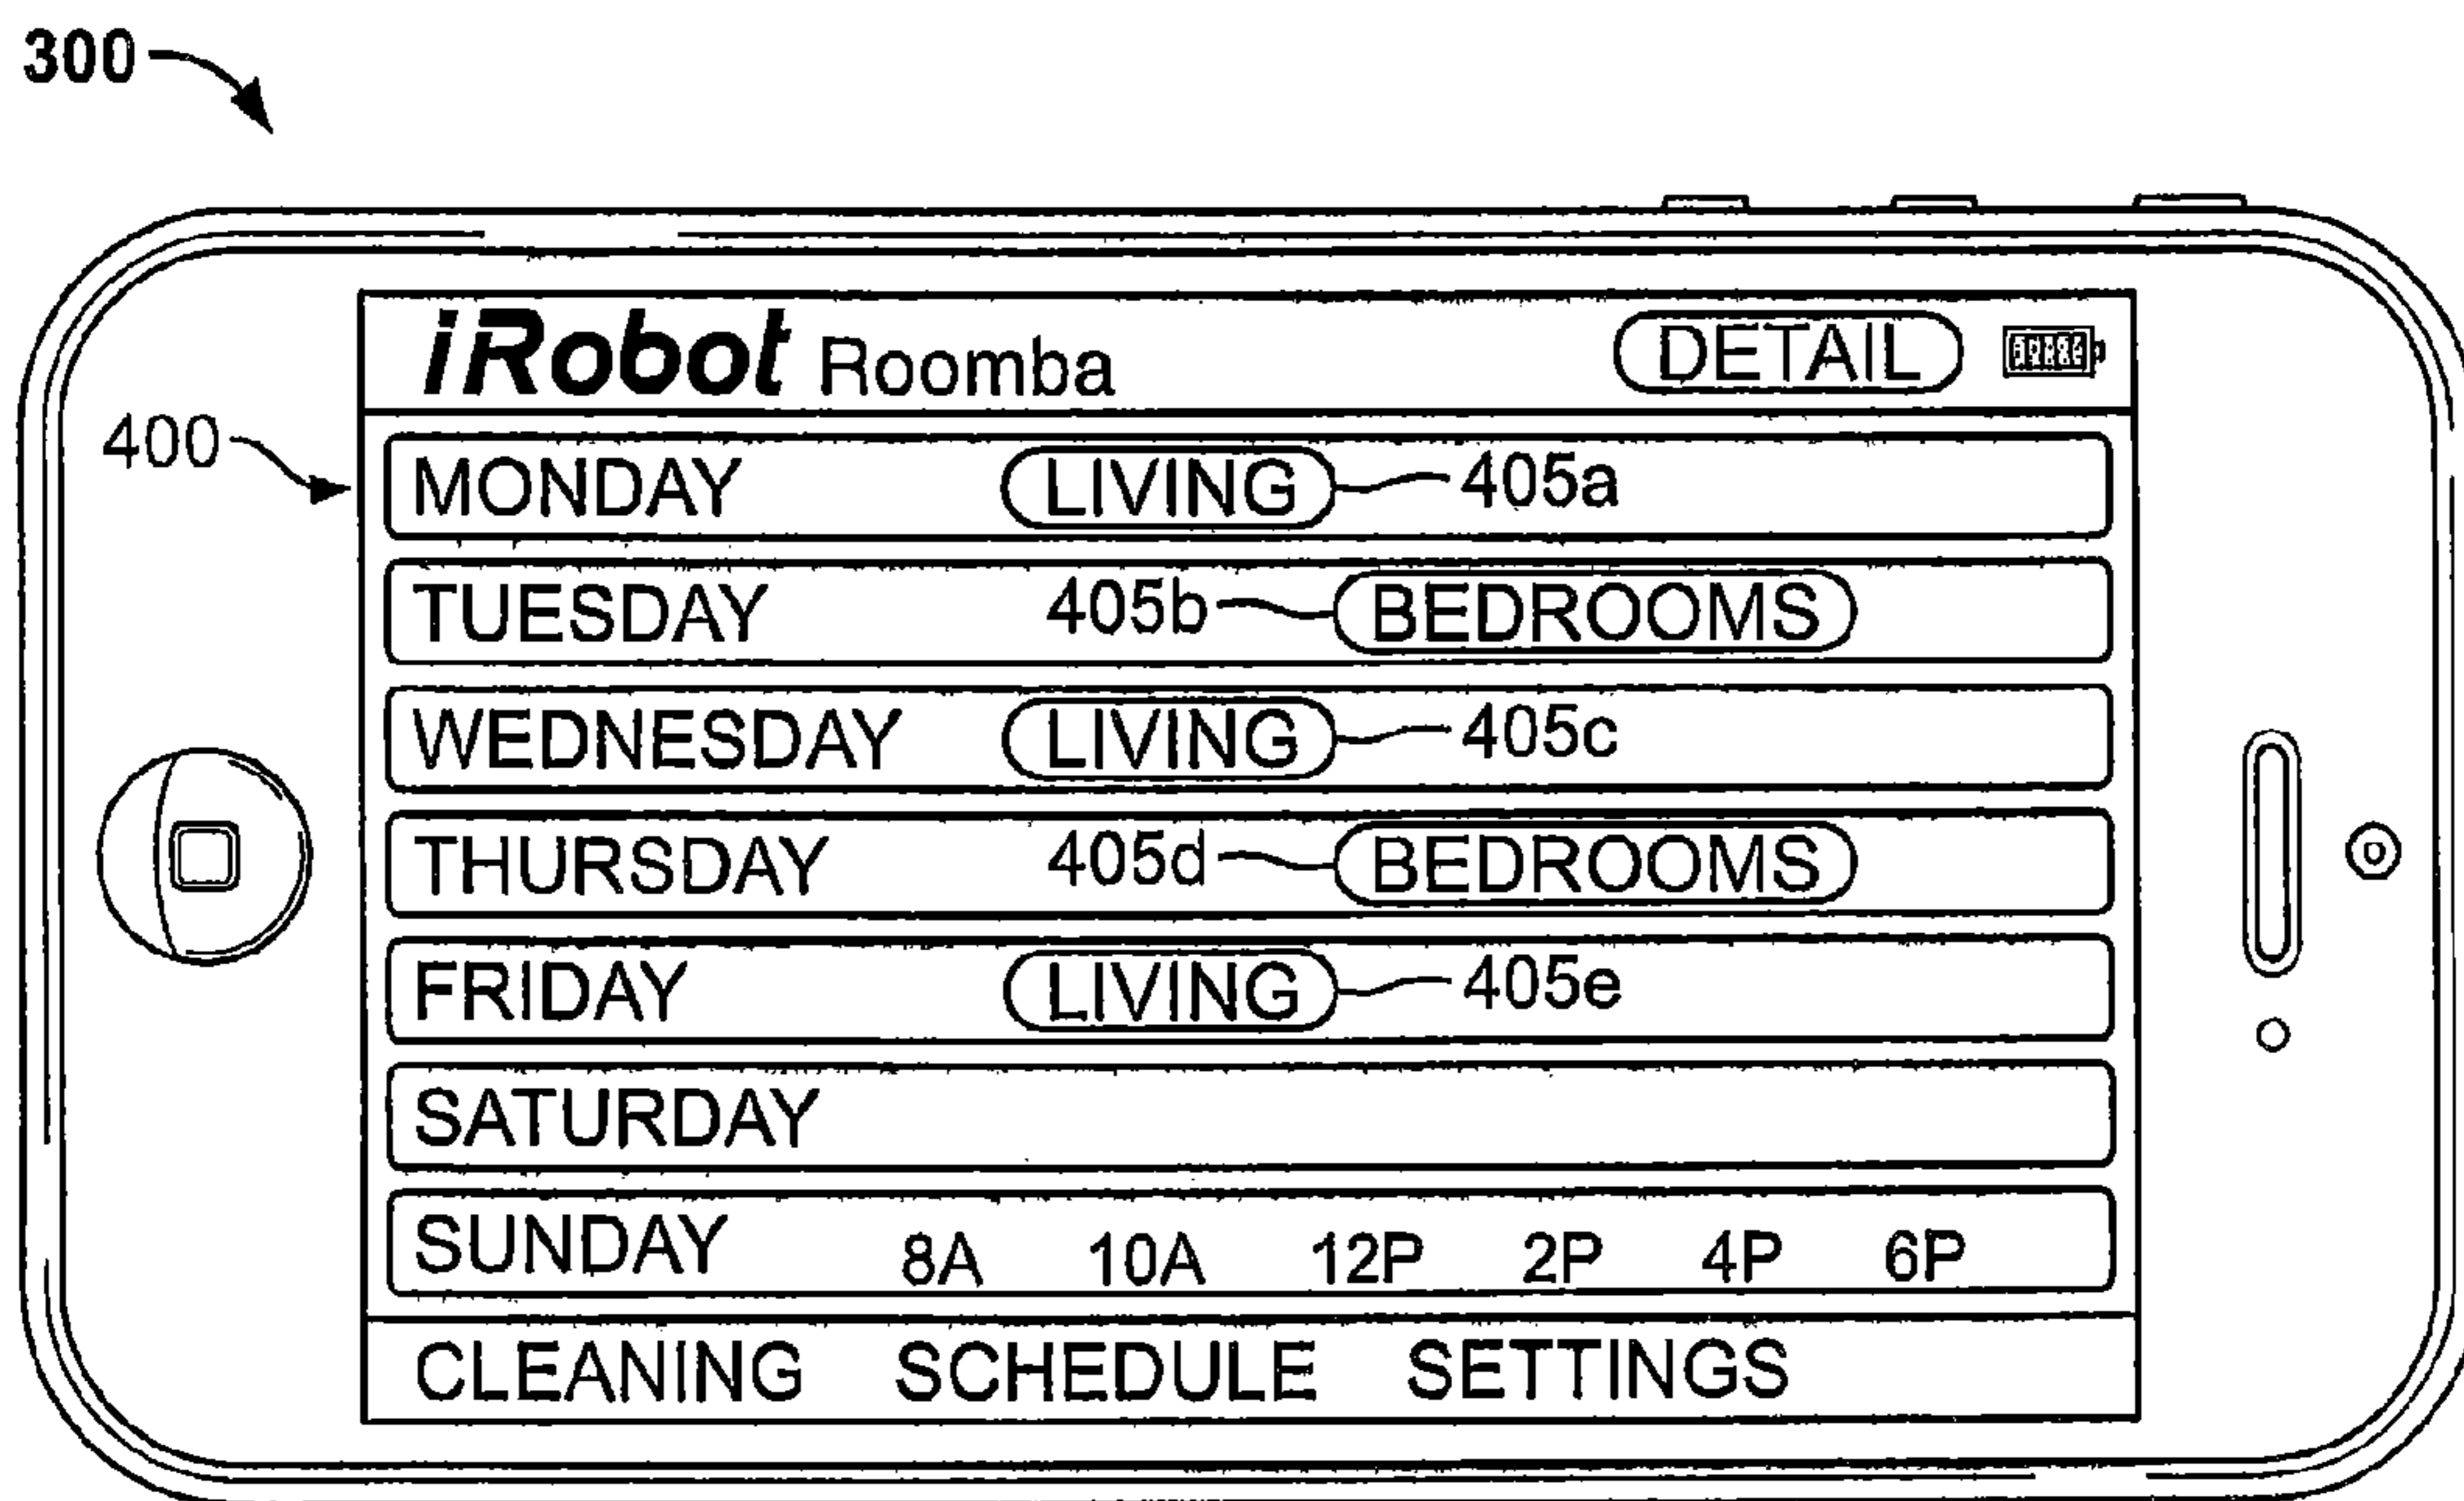 300
iRobot Roomba DETAIL
400
MONDAY LIVING 405a
TUESDAY 405b BEDROOMS
WEDNESDAY LIVING 405c
THURSDAY 405d BEDROOMS
FRIDAY LIVING 405e
SATURDAY
SUNDAY 8A 10A 12P 2P 4P 6P
CLEANING SCHEDULE SETTINGS